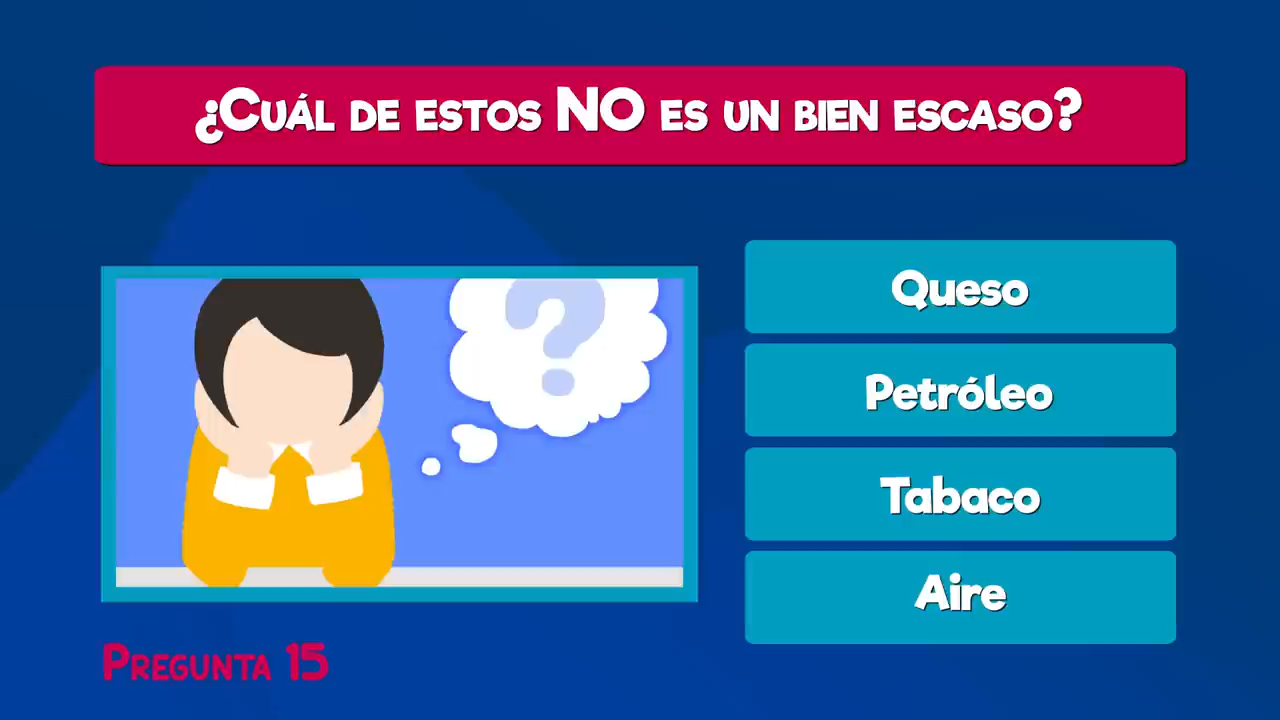 ¿Cuál de estos NO es un bien escaso?
Queso
Petróleo
Tabaco
Aire
?
Pregunta 15